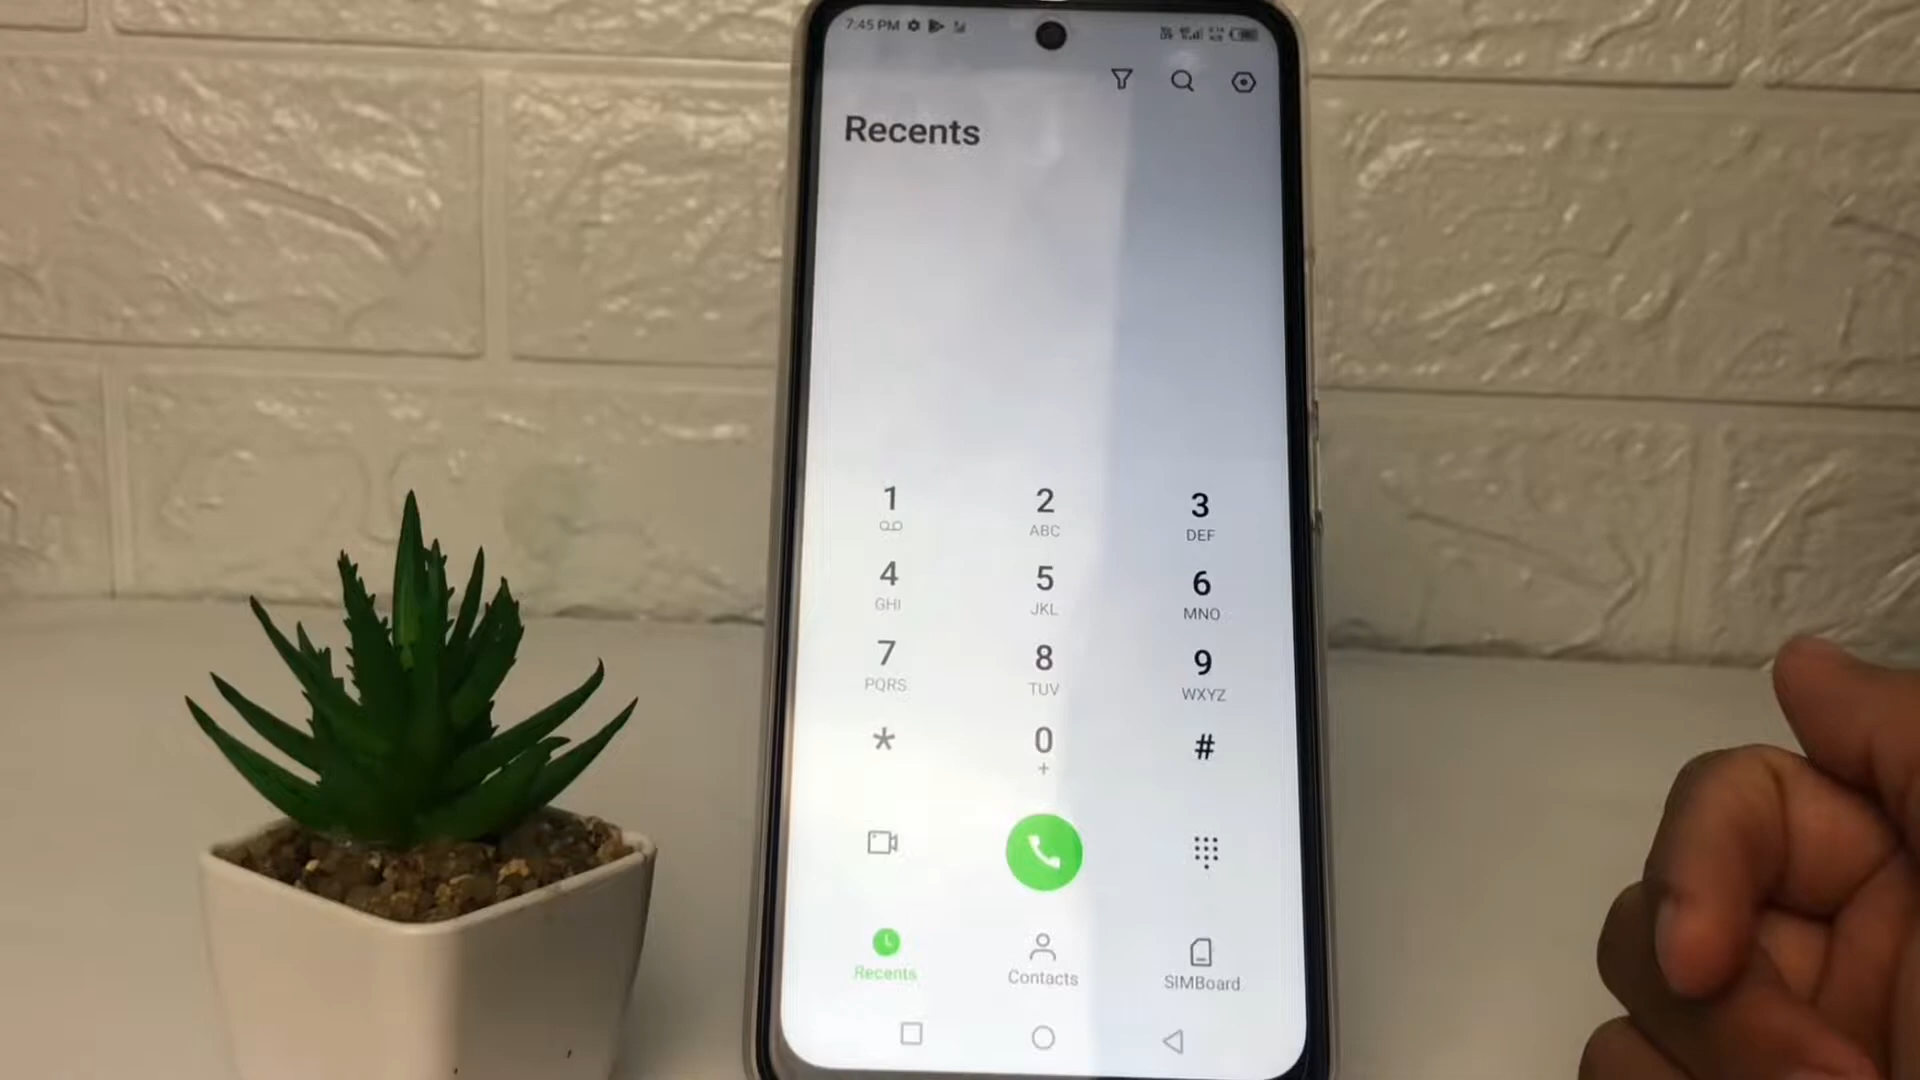 7:45 PM
Recents
1 2 3
ABC DEF
4 5 6
GHI JKL MNO
7 8 9
PQRS TUV WXYZ
* 0 #
+
Recents Contacts SIMBoard